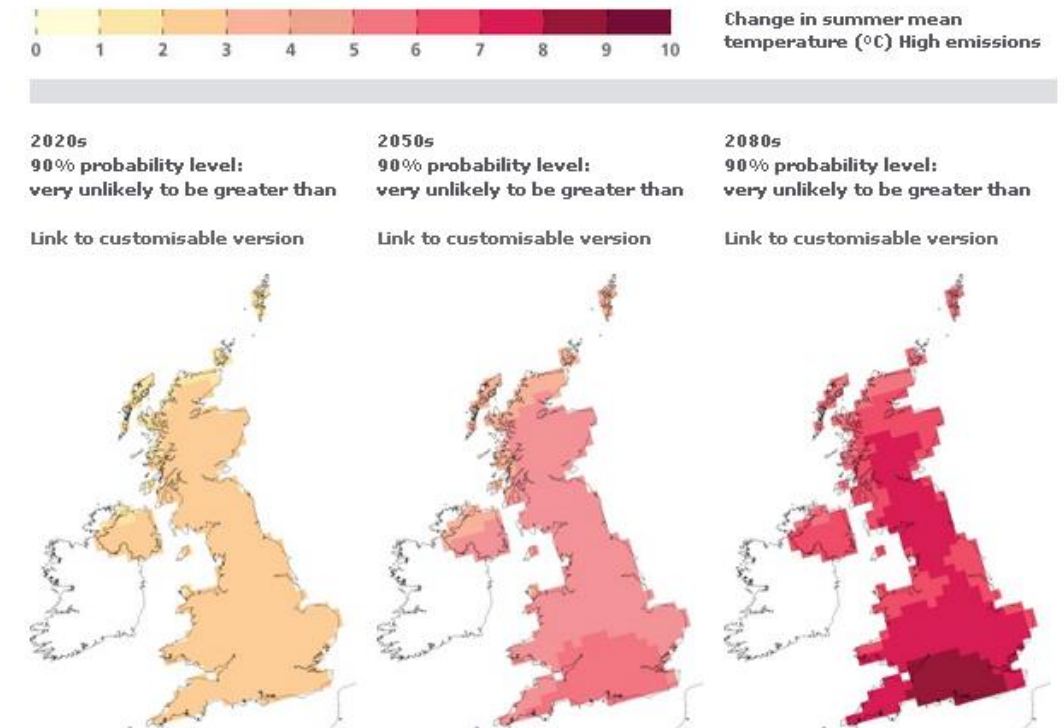 0 1 2 3 4 5 6 7 8 9 10
Change in summer mean
temperature (ºC) High emissions
2020s
90% probability level:
very unlikely to be greater than
Link to customisable version
2050s
90% probability level:
very unlikely to be greater than
Link to customisable version
2080s
90% probability level:
very unlikely to be greater than
Link to customisable version